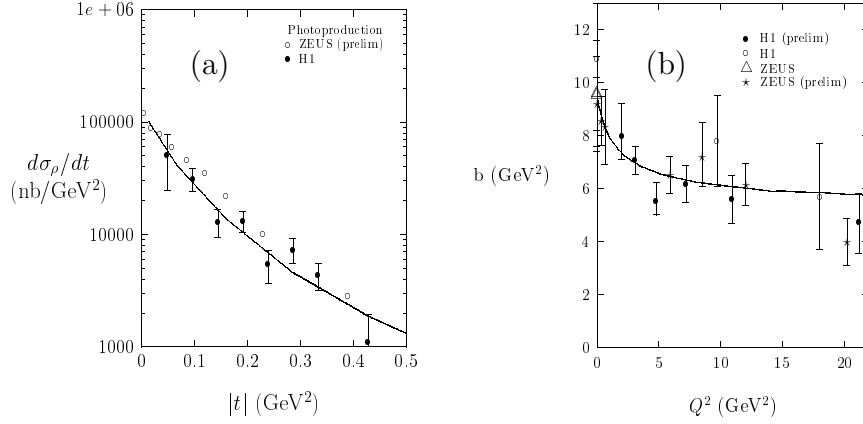 1e + 06
100000
10000
1000
0
0.1
0.2
0.3
0.4
0.5
dσρ/dt
(nb/GeV²)
|t| (GeV²)
(a)
Photoproduction
ZEUS (prelim)
H1
12
10
8
6
4
2
0
0
5
10
15
20
b (GeV²)
Q² (GeV²)
(b)
H1 (prelim)
H1
ZEUS
ZEUS (prelim)